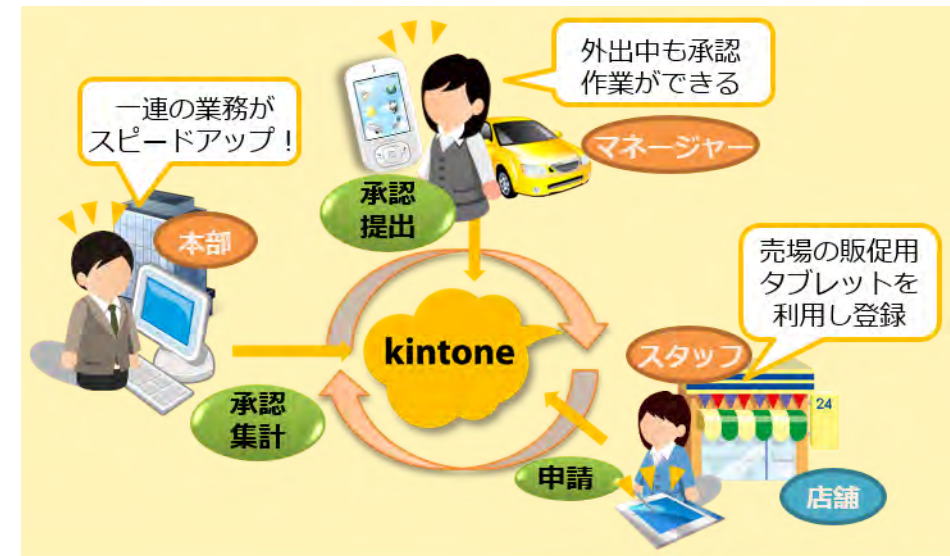 外出中も承認
作業ができる
マネージャー
承認
提出
一連の業務が
スピードアップ！
本部
承認
集計
kintone
売場の販促用
タブレットを
利用し登録
スタッフ
24
申請
店舗